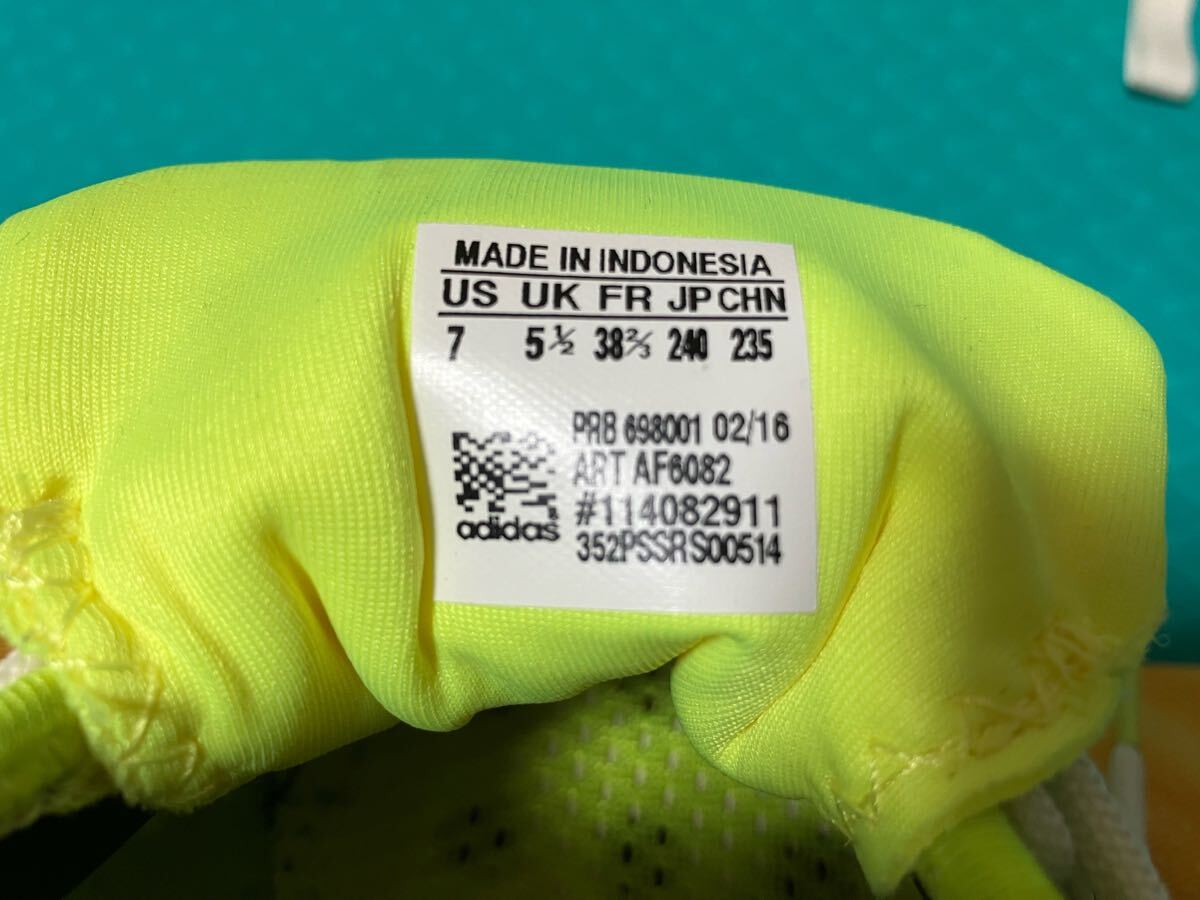 MADE IN INDONESIA
US UK FR JP CHN
7 5½ 38⅔ 240 235
PRB 698001 02/16
ART AF6082
#114082911
adidas
352PSSRS00514